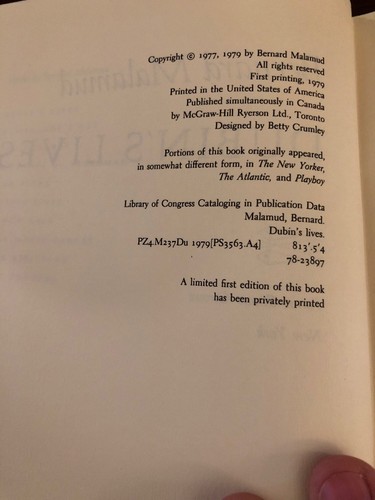 Copyright © 1977, 1979 by Bernard Malamud
All rights reserved
First printing, 1979
Printed in the United States of America
Published simultaneously in Canada
by McGraw-Hill Ryerson Ltd., Toronto
Designed by Betty Crumley
Portions of this book originally appeared,
in somewhat different form, in The New Yorker,
The Atlantic, and Playboy
Library of Congress Cataloging in Publication Data
Malamud, Bernard.
Dubin's lives.
PZ4.M237Du 1979[PS3563.A4] 813'.5'4
78-23897
A limited first edition of this book
has been privately printed